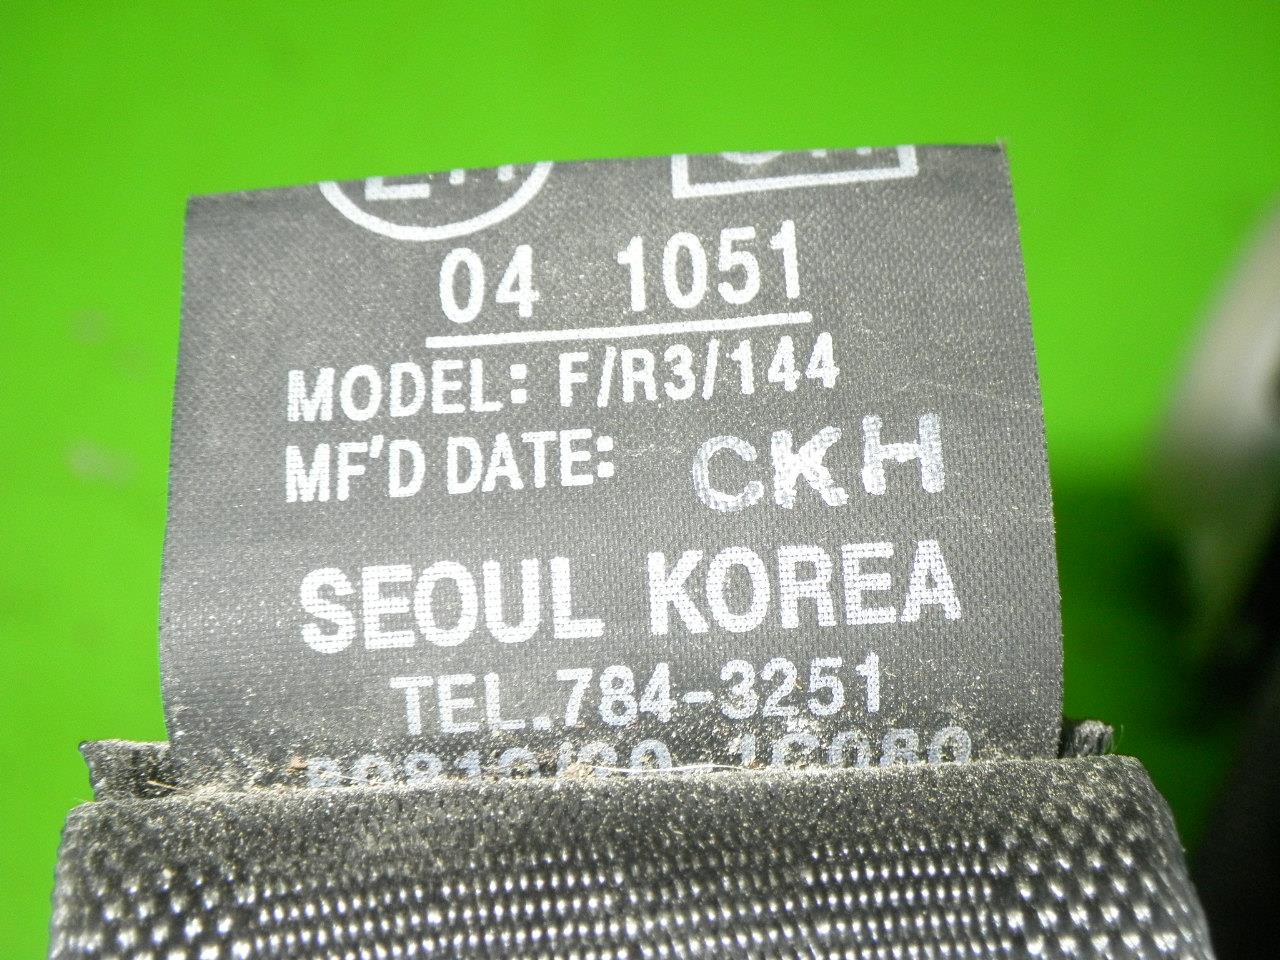 04 1051
MODEL: F/R3/144
MF'D DATE: CKH
SEOUL KOREA
TEL.784-3251